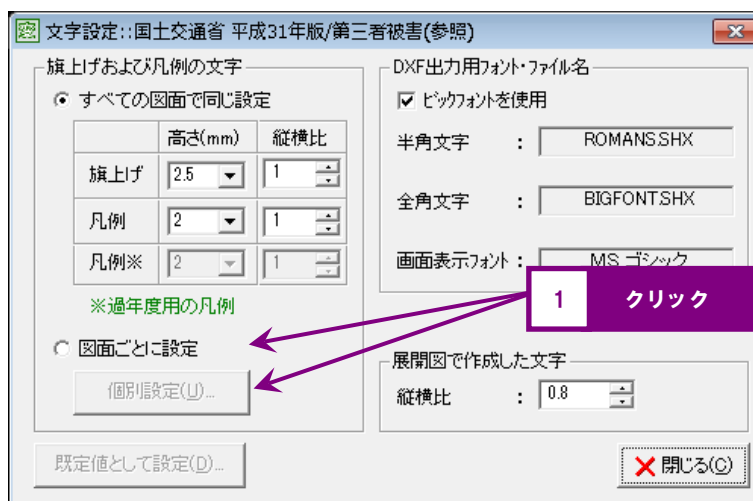 文字設定::国土交通省 平成31年版/第三者被害(参照)
旗上げおよび凡例の文字
すべての図面で同じ設定
高さ(mm) 縦横比
旗上げ 2.5 1
凡例 2 1
凡例※ 2 1
※過年度用の凡例
図面ごとに設定
個別設定(U)...
既定値として設定(D)...
DXF出力用フォント・ファイル名
ビックフォントを使用
半角文字 : ROMANS.SHX
全角文字 : BIGFONT.SHX
画面表示フォント : MS ゴシック
1 クリック
展開図で作成した文字
縦横比 : 0.8
閉じる(C)